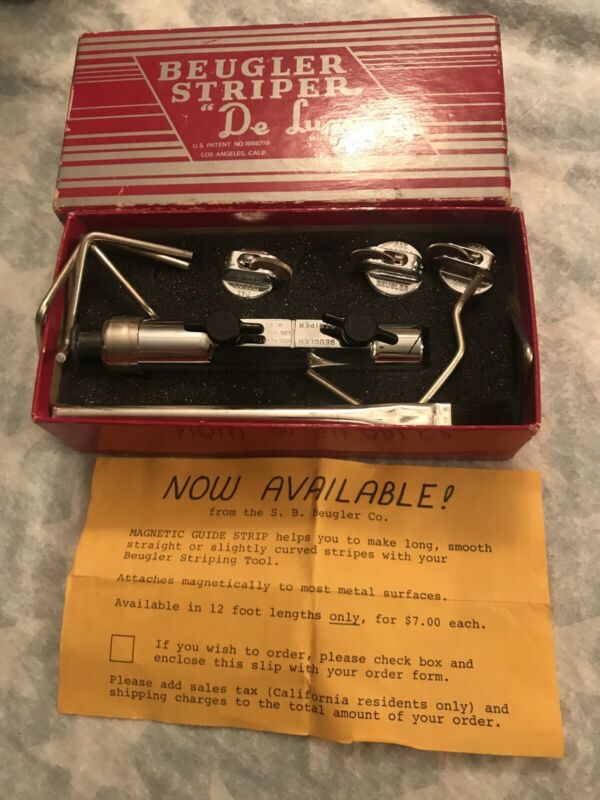 BEUGLER
STRIPER
"De Lu
U.S. PATENT NO.1988710
LOS ANGELES, CALIF.
BEUGLER
BEUGLER
STRIPER
NOW AVAILABLE!
from the S. B. Beugler Co.
MAGNETIC GUIDE STRIP helps you to make long, smooth
straight or slightly curved stripes with your
Beugler Striping Tool.
Attaches magnetically to most metal surfaces.
Available in 12 foot lengths only, for $7.00 each.
If you wish to order, please check box and
enclose this slip with your order form.
Please add sales tax (California residents only) and
shipping charges to the total amount of your order.